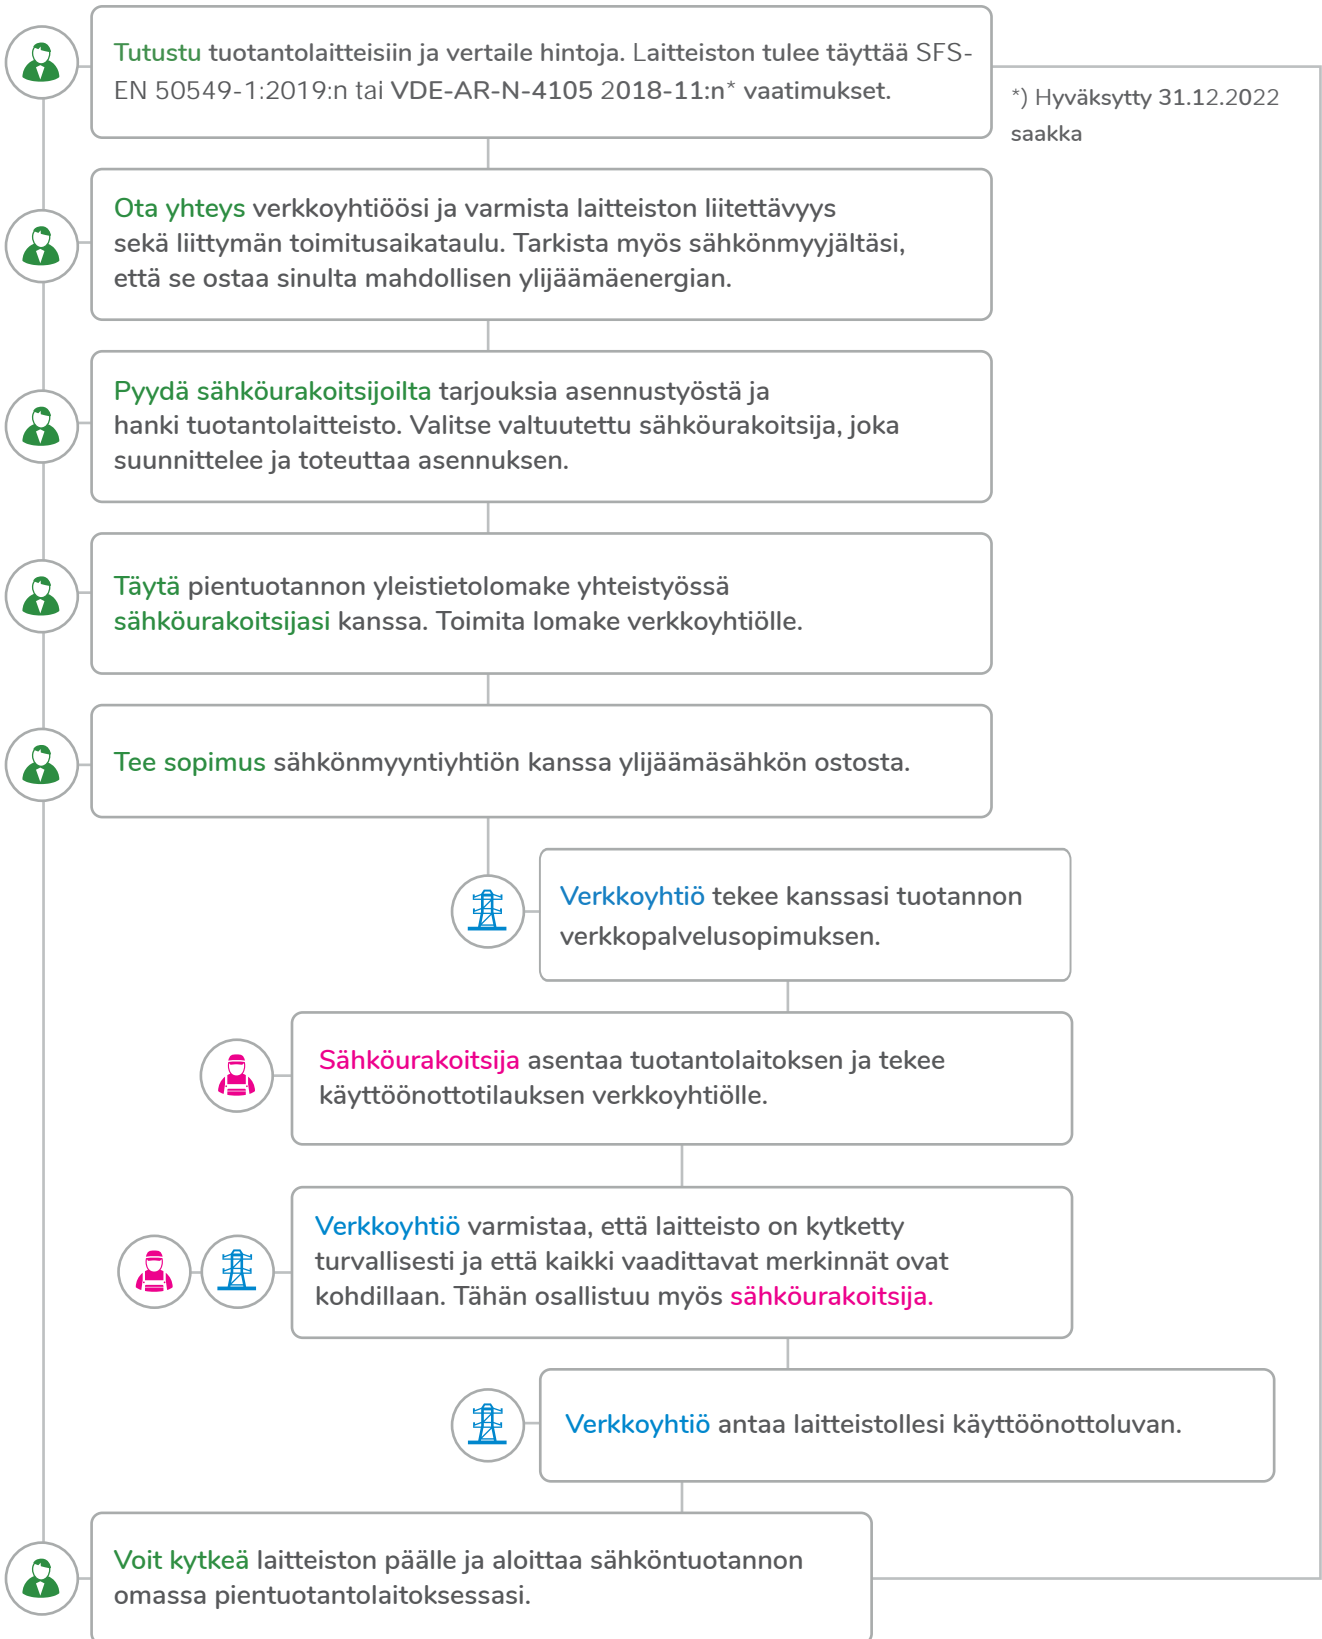 Tutustu tuotantolaitteisiin ja vertaile hintoja. Laitteiston tulee täyttää SFS-
EN 50549-1:2019:n tai VDE-AR-N-4105 2018-11:n* vaatimukset.
*) Hyväksytty 31.12.2022
saakka
Ota yhteys verkkoyhtiöösi ja varmista laitteiston liitettävyys
sekä liittymän toimitusaikataulu. Tarkista myös sähkönmyyjältäsi,
että se ostaa sinulta mahdollisen ylijäämäenergian.
Pyydä sähköurakoitsijoilta tarjouksia asennustyöstä ja
hanki tuotantolaitteisto. Valitse valtuutettu sähköurakoitsija, joka
suunnittelee ja toteuttaa asennuksen.
Täytä pientuotannon yleistietolomake yhteistyössä
sähköurakoitsijasi kanssa. Toimita lomake verkkoyhtiölle.
Tee sopimus sähkönmyyntiyhtiön kanssa ylijäämäsähkön ostosta.
Verkkoyhtiö tekee kanssasi tuotannon
verkkopalvelusopimuksen.
Sähköurakoitsija asentaa tuotantolaitoksen ja tekee
käyttöönottotilauksen verkkoyhtiölle.
Verkkoyhtiö varmistaa, että laitteisto on kytketty
turvallisesti ja että kaikki vaadittavat merkinnät ovat
kohdillaan. Tähän osallistuu myös sähköurakoitsija.
Verkkoyhtiö antaa laitteistollesi käyttöönottoluvan.
Voit kytkeä laitteiston päälle ja aloittaa sähköntuotannon
omassa pientuotantolaitoksessasi.